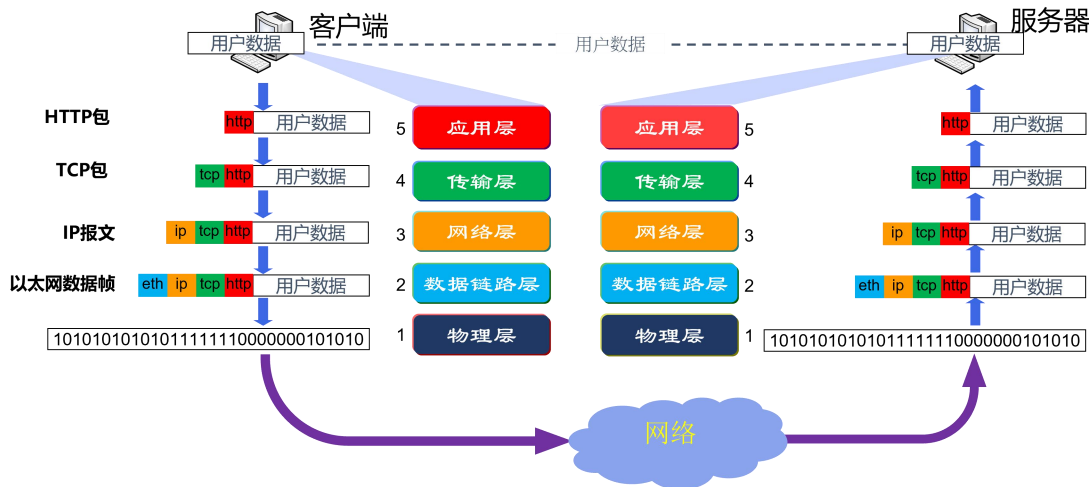 客户端
服务器
用户数据
用户数据
用户数据
HTTP包
http
用户数据
5
应用层
应用层
5
http
用户数据
TCP包
tcp
http
用户数据
4
传输层
传输层
4
tcp
http
用户数据
IP报文
ip
tcp
http
用户数据
3
网络层
网络层
3
ip
tcp
http
用户数据
以太网数据帧
eth
ip
tcp
http
用户数据
2
数据链路层
数据链路层
2
eth
ip
tcp
http
用户数据
1010101010101111111100000000101010
1
物理层
物理层
1
1010101010101111111100000000101010
网络